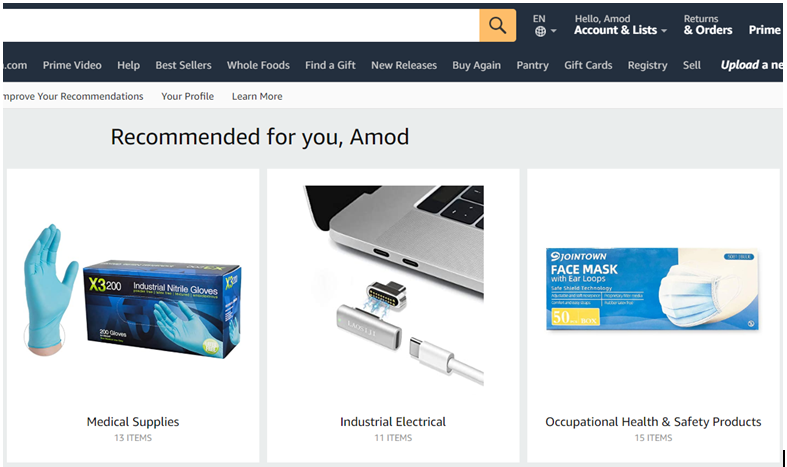 EN
Hello, Amod
Account & Lists
Returns
& Orders
Prime
.com Prime Video Help Best Sellers Whole Foods Find a Gift New Releases Buy Again Pantry Gift Cards Registry Sell Upload a ne
mprove Your Recommendations Your Profile Learn More
Recommended for you, Amod
X3 200 Industrial Nitrile Gloves
200 Gloves
JOINTOWN
FACE MASK
with Ear Loops
Safe Shield Technology
50 BOX
Medical Supplies
13 ITEMS
Industrial Electrical
11 ITEMS
Occupational Health & Safety Products
15 ITEMS